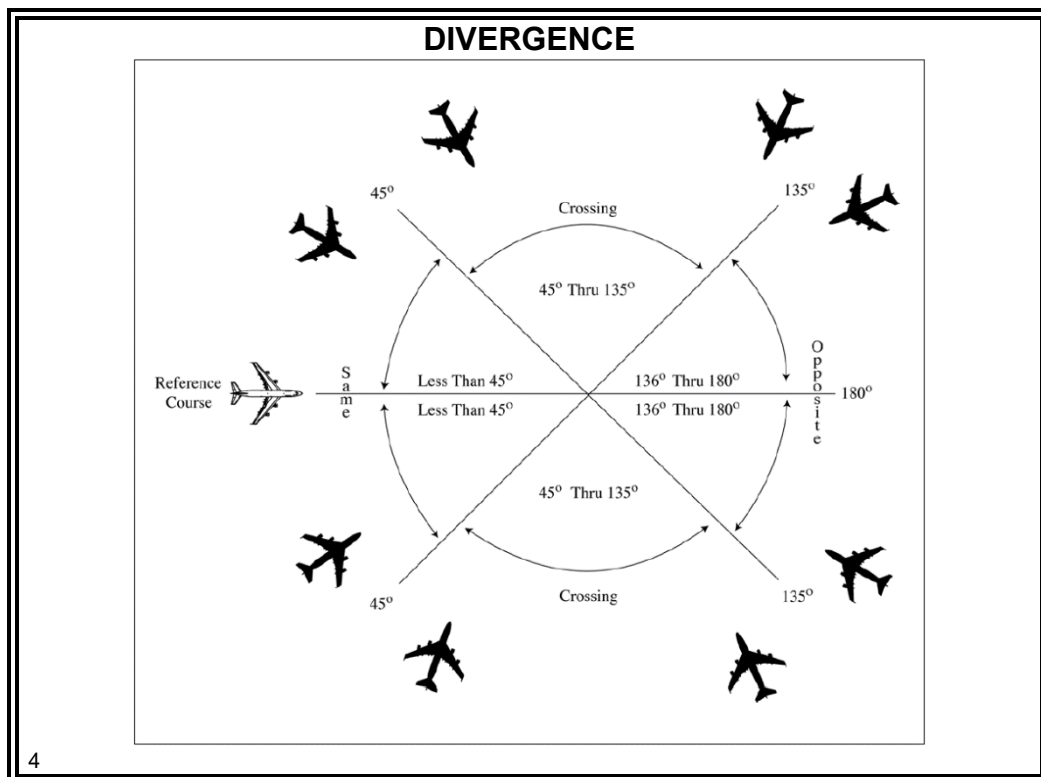 DIVERGENCE
45° 135°
Crossing
45° Thru 135°
Reference
Course
Same
Less Than 45° 136° Thru 180°
Less Than 45° 136° Thru 180°
Opposite
180°
45° Thru 135°
Crossing
45° 135°
4